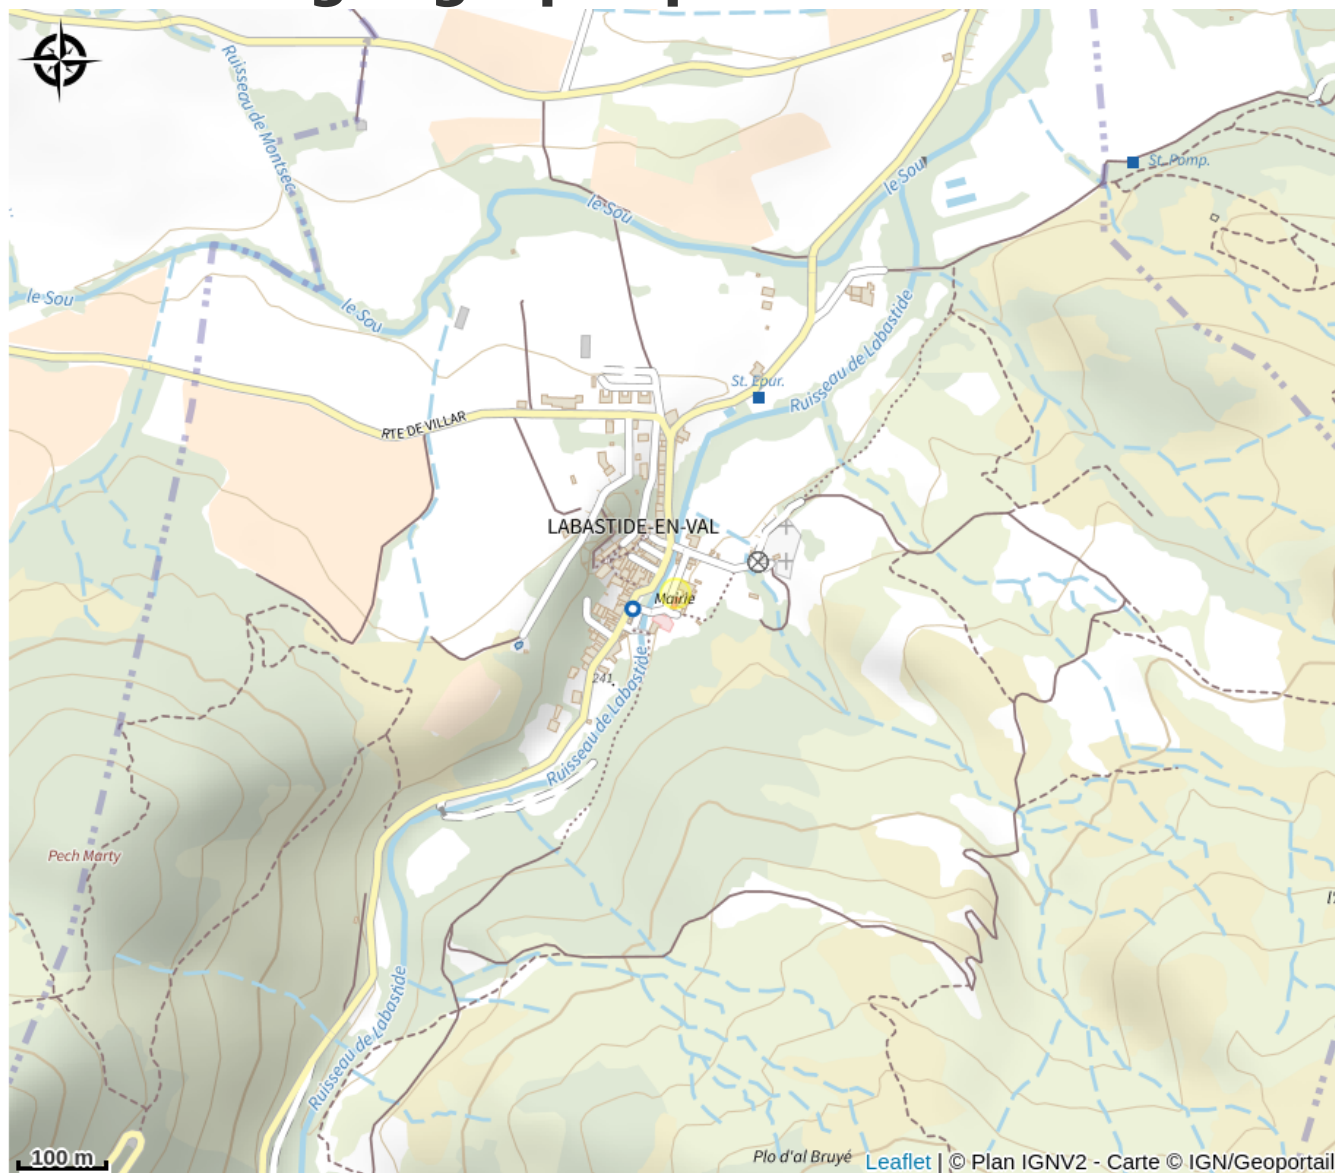 Ruisseau de Montsec
le Sou
St. Pomp.
le Sou
le Sou
le Sou
Ruisseau de Labastide
St. Epur.
RTE DE VILLAR
LABASTIDE-EN-VAL
Mairie
241
Ruisseau de Labastide
Pech Marty
Ruisseau de Labastide
Plo d'al Bruyé
100 m
Leaflet | © Plan IGNV2 - Carte © IGN/Geoportail